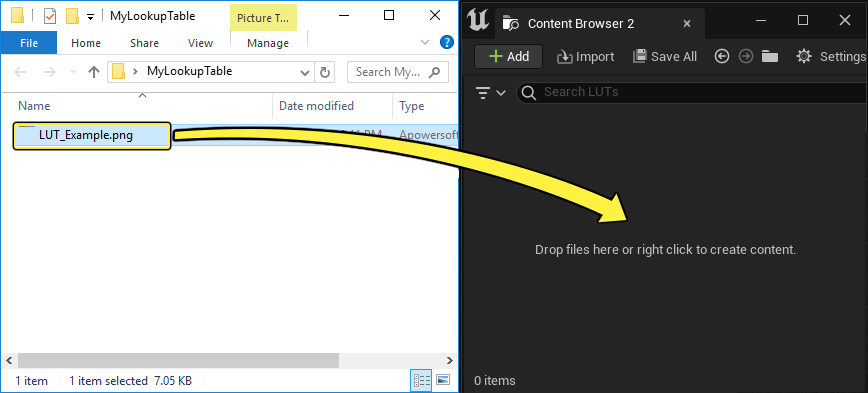 MyLookupTable
Picture T...
File
Home
Share
View
Manage
MyLookupTable
Search My...
Name
Date modified
Type
LUT_Example.png
PM
Apowersoft
1 item
1 item selected 7.05 KB
Content Browser 2
Add
Import
Save All
Settings
Search LUTs
Drop files here or right click to create content.
0 items